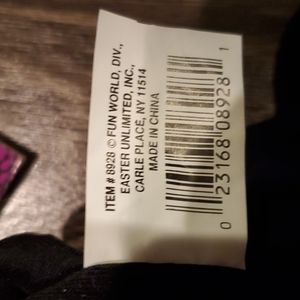 ITEM # 8928 © FUN WORLD, DIV.,
EASTER UNLIMITED, INC.,
CARLE PLACE, NY 11514
MADE IN CHINA
0 23168 08928 1